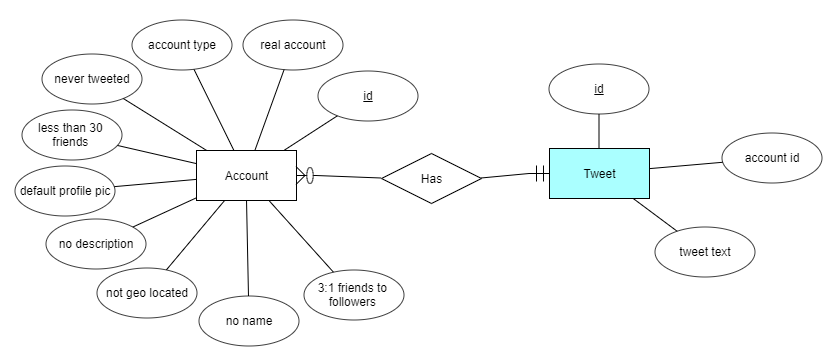 account type
real account
never tweeted
id
id
less than 30
friends
account id
Account
Has
Tweet
default profile pic
no description
tweet text
not geo located
3:1 friends to
followers
no name